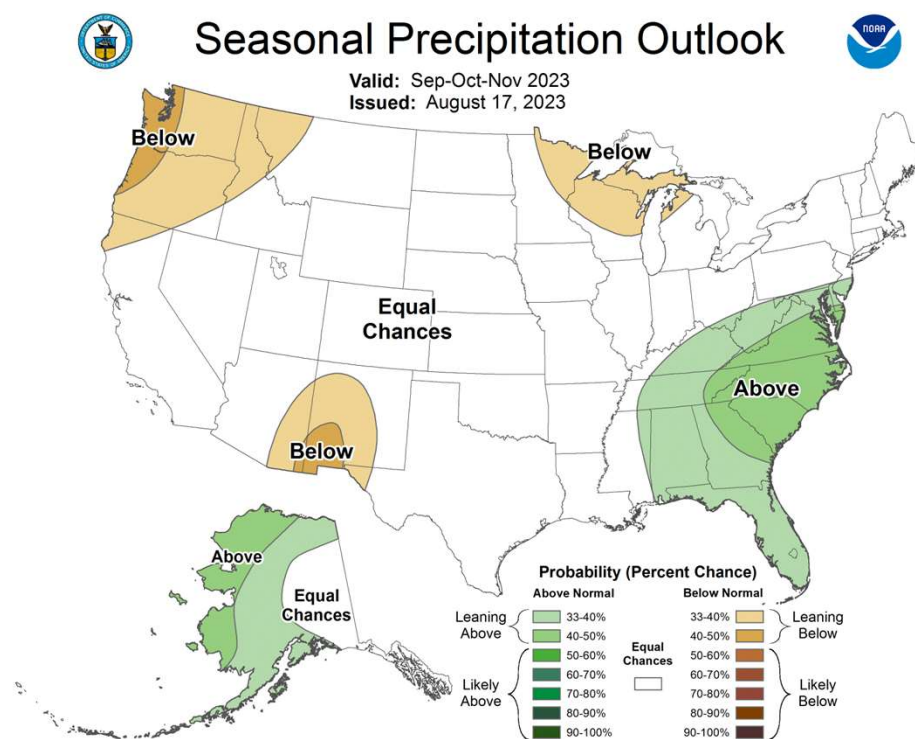 Seasonal Precipitation Outlook
NOAA
Valid: Sep-Oct-Nov 2023
Issued: August 17, 2023
Below
Below
Equal
Chances
Above
Below
Above
Equal
Chances
Probability (Percent Chance)
Above Normal
Below Normal
Leaning
Above
33-40%
40-50%
Likely
Above
50-60%
60-70%
70-80%
80-90%
90-100%
Equal
Chances
33-40%
40-50%
Leaning
Below
50-60%
60-70%
70-80%
80-90%
90-100%
Likely
Below